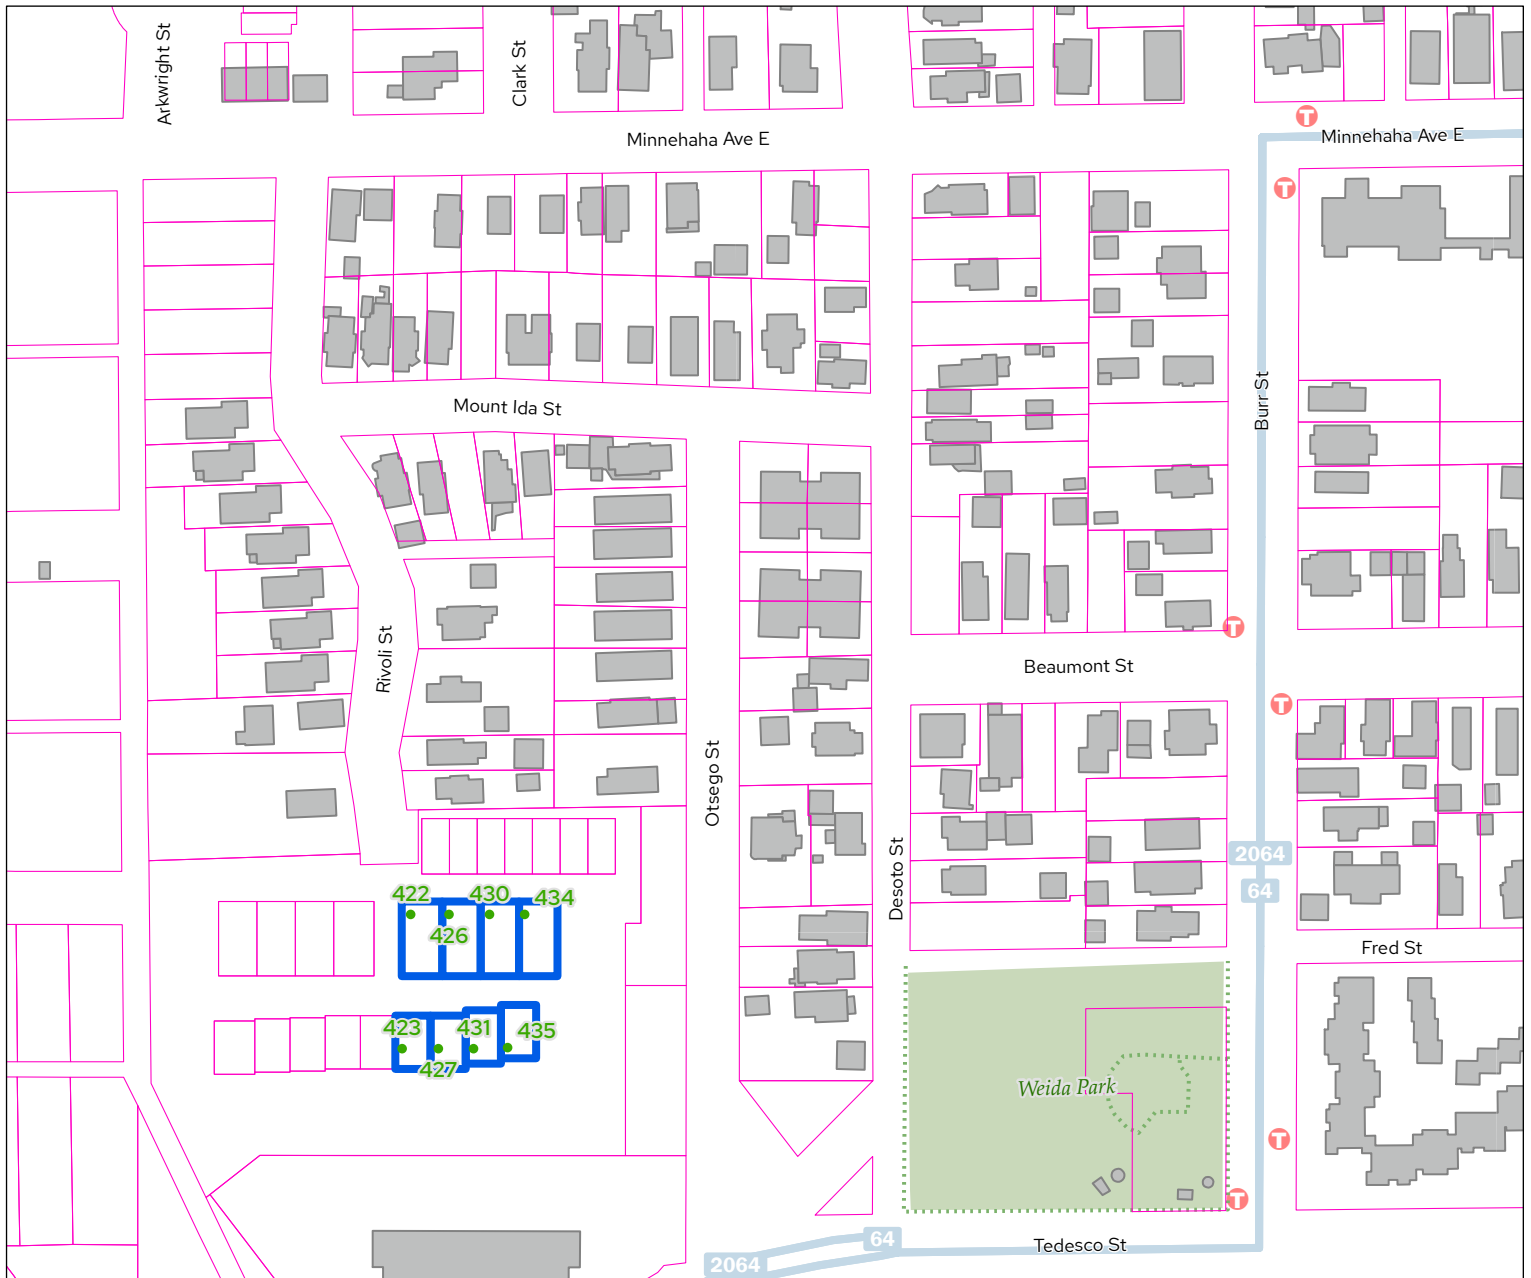 Arkwright St
Clark St
T
Minnehaha Ave E
Minnehaha Ave E
T
Mount Ida St
Burr St
T
Rivoli St
Beaumont St
T
Otsego St
Desoto St
2064
64
422
430
434
426
Fred St
423
431
435
427
Weida Park
T
T
64
Tedesco St
2064